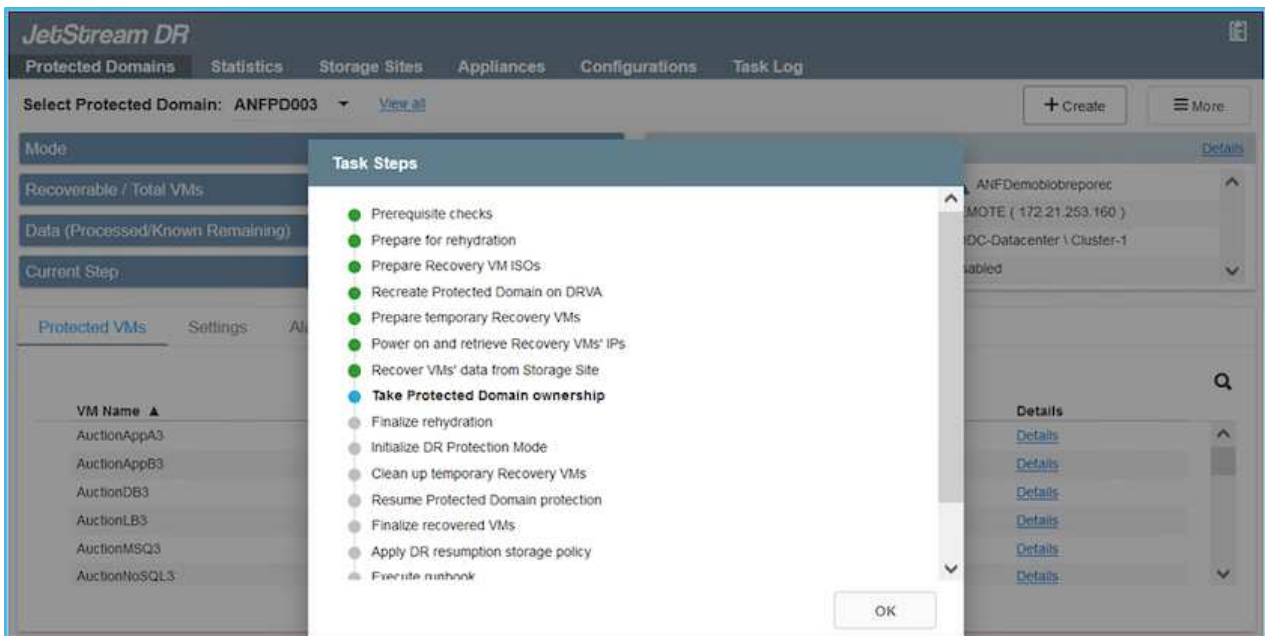 JetStream DR
Protected Domains Statistics Storage Sites Appliances Configurations Task Log
Select Protected Domain: ANFPD003 View all + Create More
Mode Details
Recoverable / Total VMs ANFDemoblobreporec
Data (Processed/Known Remaining) MOTE ( 172.21.253.160 )
DC-Datacenter \ Cluster-1
Current Step abled
Task Steps
Prerequisite checks
Prepare for rehydration
Prepare Recovery VM ISOs
Recreate Protected Domain on DRVA
Prepare temporary Recovery VMs
Power on and retrieve Recovery VMs' IPs
Recover VMs' data from Storage Site
Take Protected Domain ownership
Finalize rehydration
Initialize DR Protection Mode
Clean up temporary Recovery VMs
Resume Protected Domain protection
Finalize recovered VMs
Apply DR resumption storage policy
Execute runbook
OK
Protected VMs Settings Al
VM Name ▲ Details
AuctionAppA3 Details
AuctionAppB3 Details
AuctionDB3 Details
AuctionLB3 Details
AuctionMSQ3 Details
AuctionNoSQL3 Details